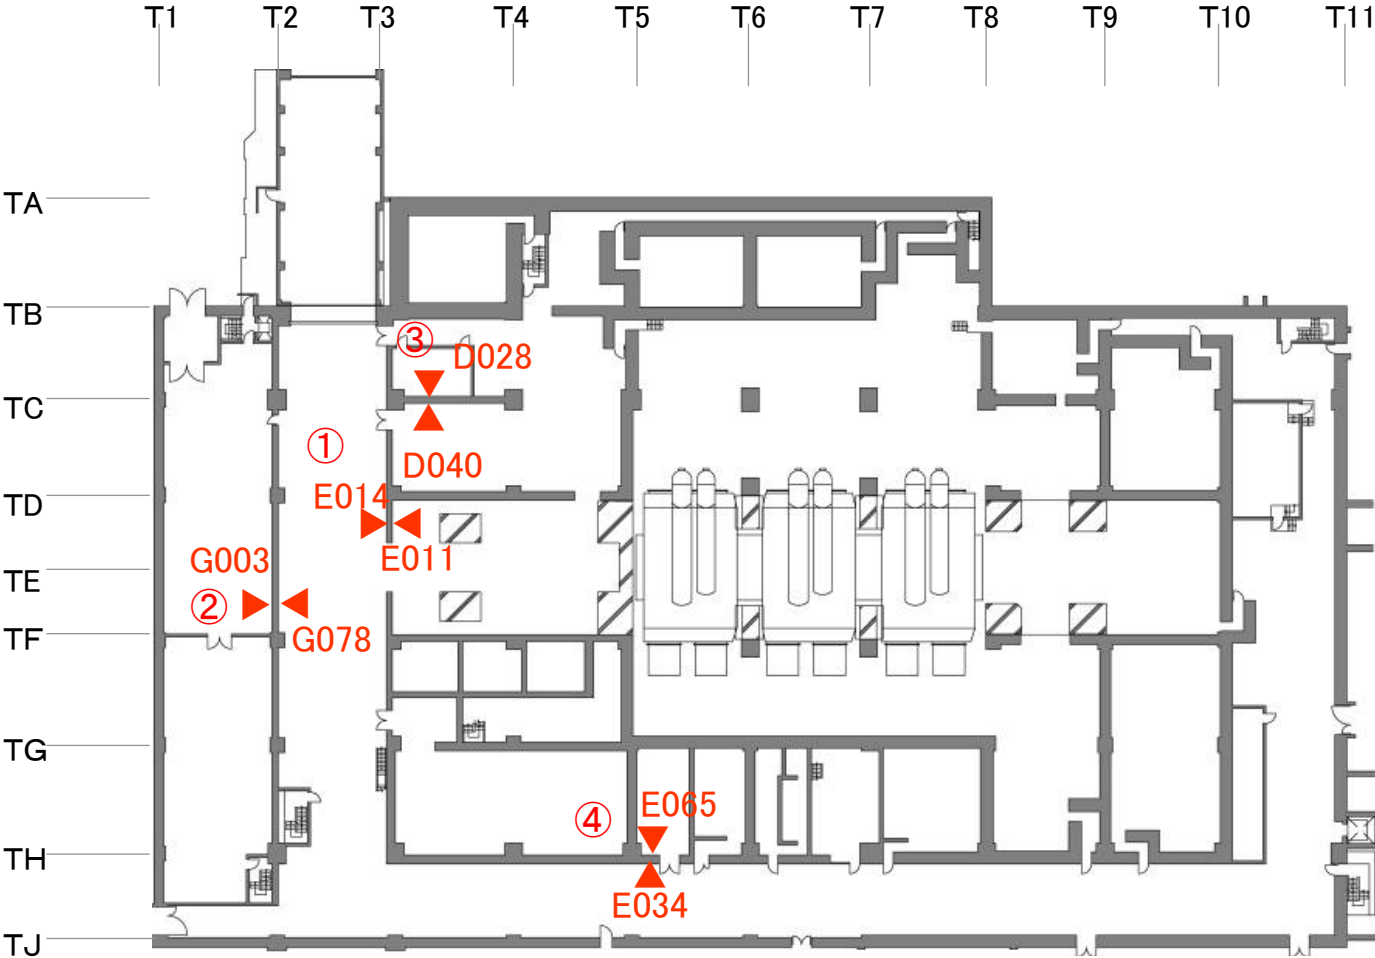 T1 T2 T3 T4 T5 T6 T7 T8 T9 T10 T11
TA
TB
③
D028
TC
①
D040
E014
TD
E011
G003
TE
②
G078
TF
TG
E065
④
TH
E034
TJ